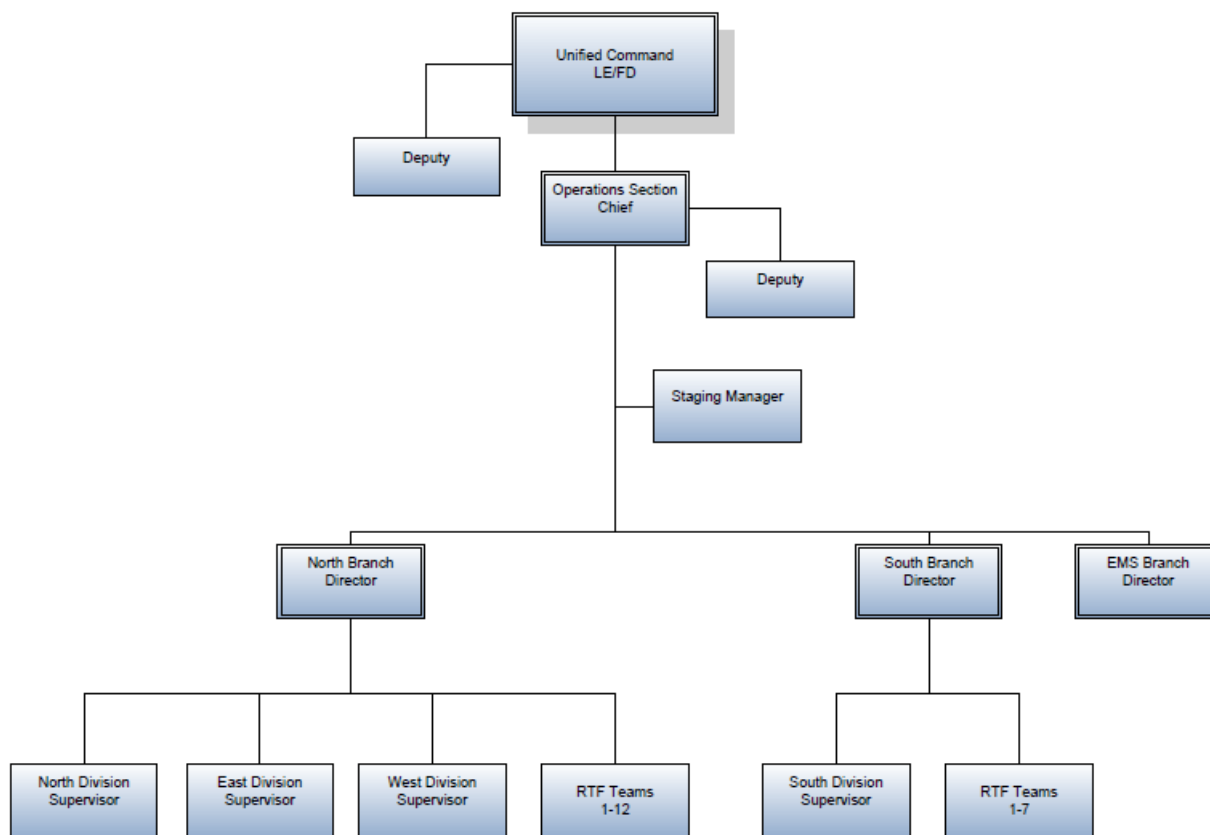 Unified Command
LE/FD
Deputy
Operations Section
Chief
Deputy
Staging Manager
North Branch
Director
South Branch
Director
EMS Branch
Director
North Division
Supervisor
East Division
Supervisor
West Division
Supervisor
RTF Teams
1-12
South Division
Supervisor
RTF Teams
1-7